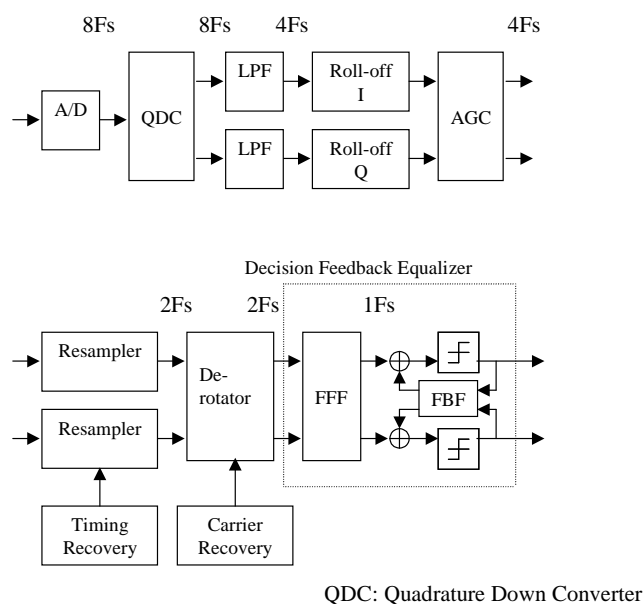 8Fs 8Fs 4Fs 4Fs
A/D
QDC
LPF
Roll-off
I
AGC
LPF
Roll-off
Q
Decision Feedback Equalizer
2Fs 2Fs 1Fs
Resampler
De-
rotator
FFF
FBF
Resampler
Timing
Recovery
Carrier
Recovery
QDC: Quadrature Down Converter